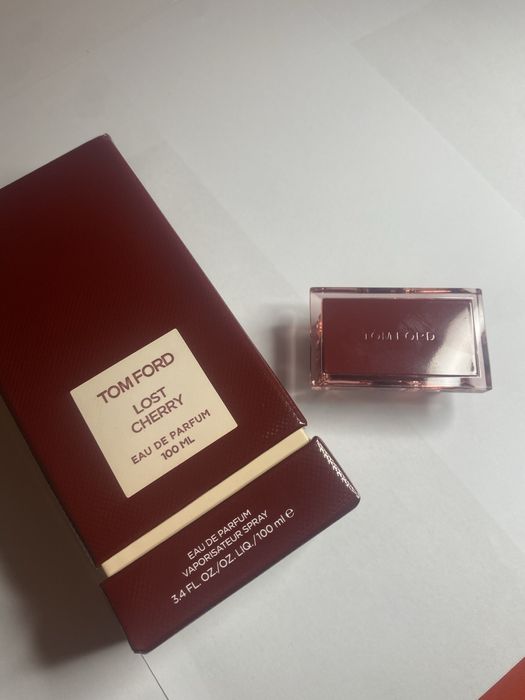 TOM FORD
LOST
CHERRY
EAU DE PARFUM
100 ML
EAU DE PARFUM
VAPORISATEUR SPRAY
3.4 FL. OZ./OZ. LIQ./100 ml ℮
TOM FORD